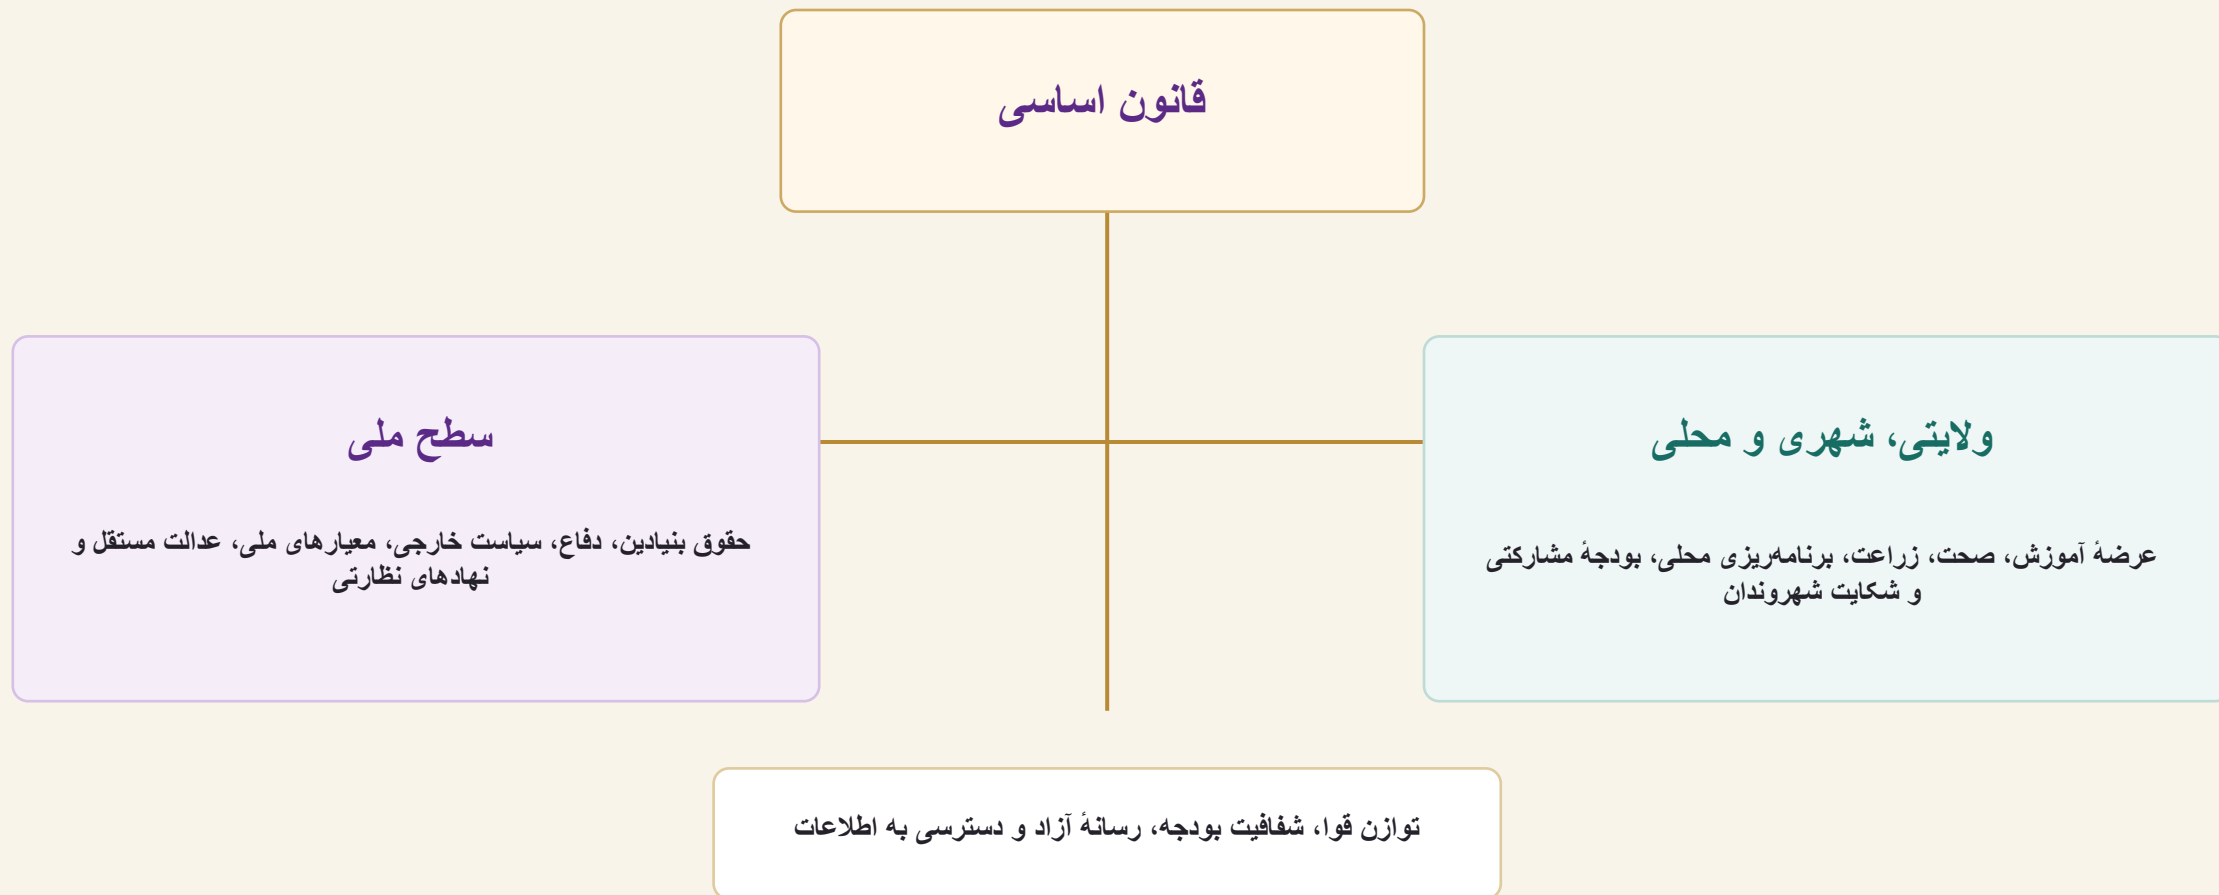 قانون اساسی
ولایتی، شهری و محلی
عرضهٔ آموزش، صحت، زراعت، برنامه‌ریزی محلی، بودجهٔ مشارکتی
و شکایت شهروندان
سطح ملی
حقوق بنیادین، دفاع، سیاست خارجی، معیارهای ملی، عدالت مستقل و
نهادهای نظارتی
توازن قوا، شفافیت بودجه، رسانهٔ آزاد و دسترسی به اطلاعات